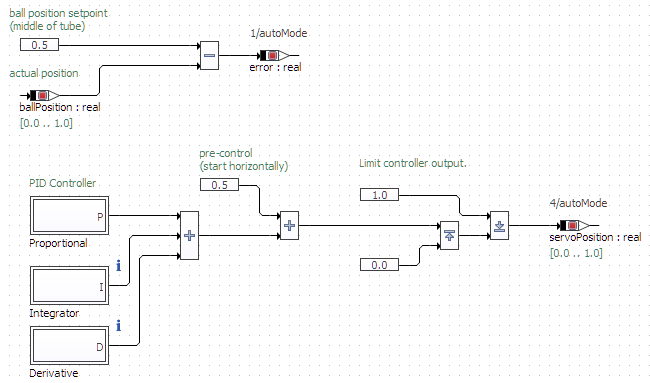 ball position setpoint
(middle of tube)
0.5
1/autoMode
error : real
actual position
ballPosition : real
[0.0 .. 1.0]
pre-control
(start horizontally)
0.5
Limit controller output.
1.0
PID Controller
P
Proportional
4/autoMode
servoPosition : real
[0.0 .. 1.0]
0.0
i
I
Integrator
i
D
Derivative